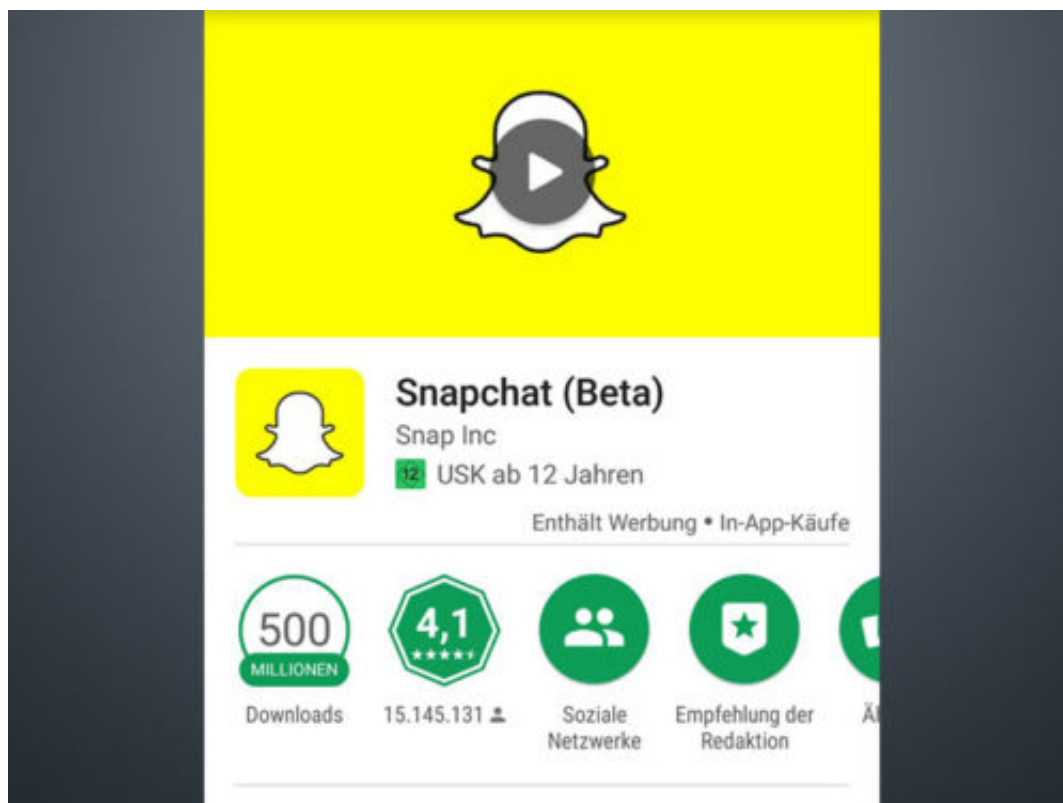 Snapchat (Beta)
Snap Inc
12 USK ab 12 Jahren
Enthält Werbung • In-App-Käufe
500
MILLIONEN
Downloads
4,1
15.145.131
Soziale
Netzwerke
Empfehlung der
Redaktion